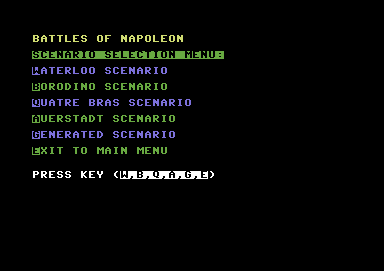 BATTLES OF NAPOLEON
SCENARIO SELECTION MENU:
WATERLOO SCENARIO
BORODINO SCENARIO
QUATRE BRAS SCENARIO
AUERSTADT SCENARIO
GENERATED SCENARIO
EXIT TO MAIN MENU
PRESS KEY (W,B,Q,A,G,E)